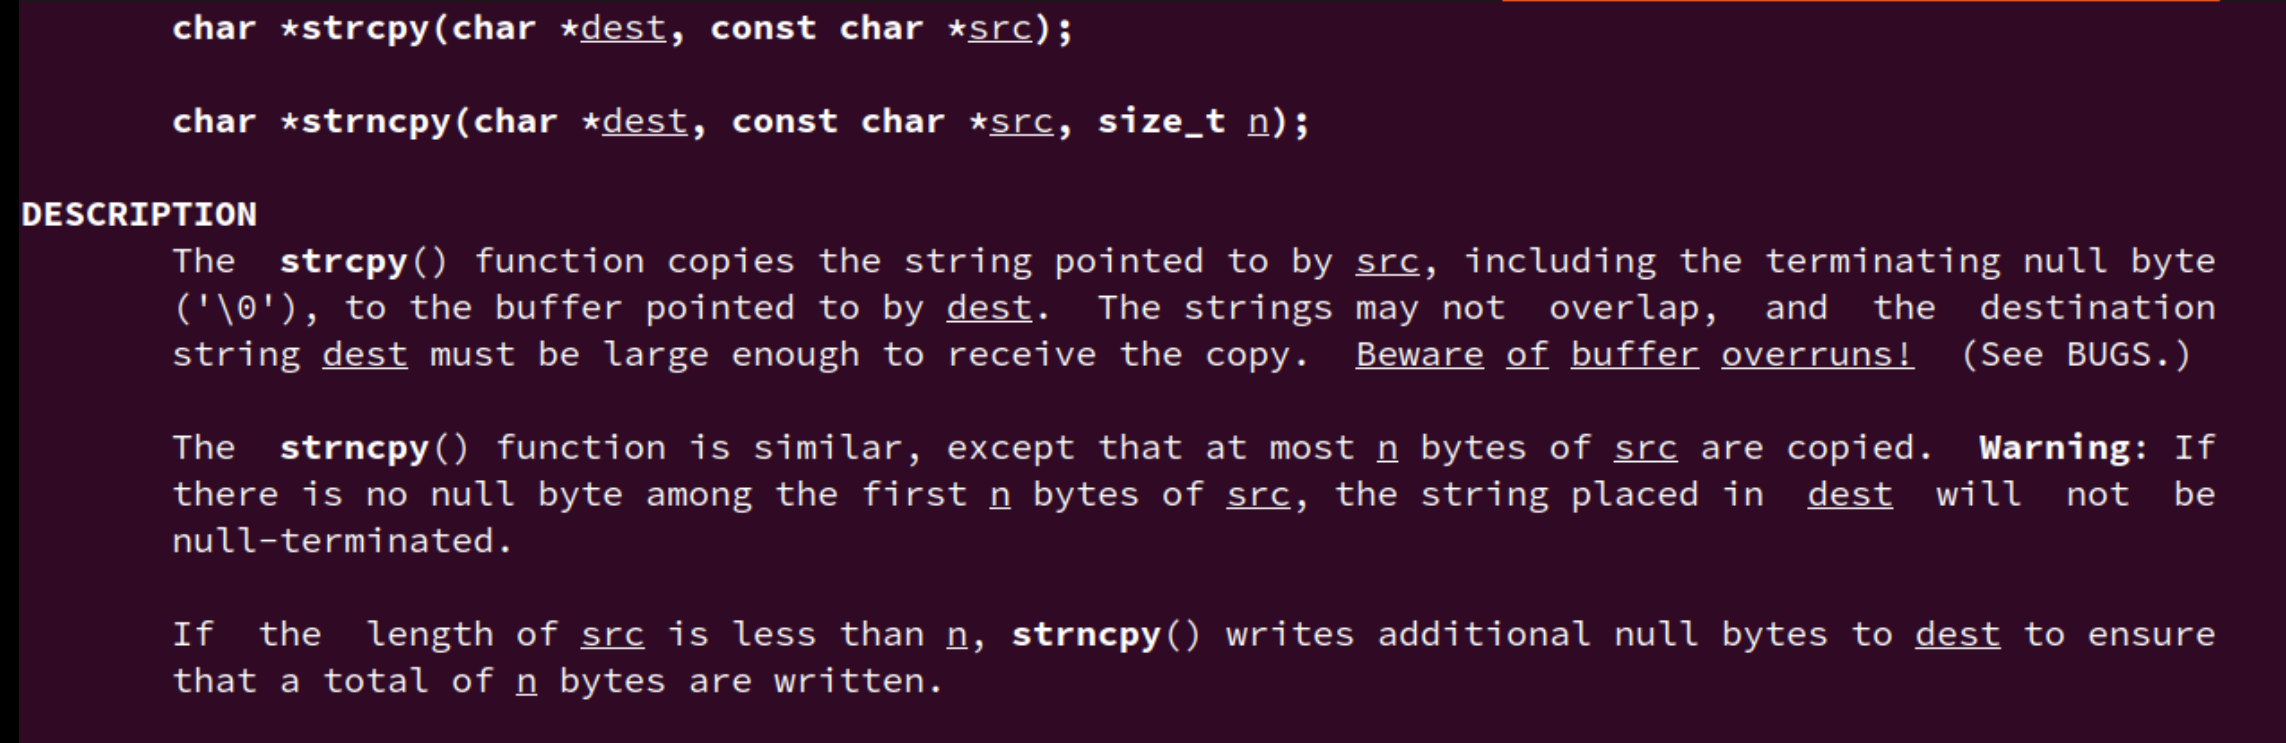 char *strcpy(char *dest, const char *src);
char *strncpy(char *dest, const char *src, size_t n);
DESCRIPTION
The  strcpy() function copies the string pointed to by src, including the terminating null byte
('\0'), to the buffer pointed to by dest.  The strings may not  overlap,  and  the  destination
string dest must be large enough to receive the copy.  Beware of buffer overruns!  (See BUGS.)
The  strncpy() function is similar, except that at most n bytes of src are copied.  Warning: If
there is no null byte among the first n bytes of src, the string placed in  dest  will  not  be
null-terminated.
If  the  length of src is less than n, strncpy() writes additional null bytes to dest to ensure
that a total of n bytes are written.